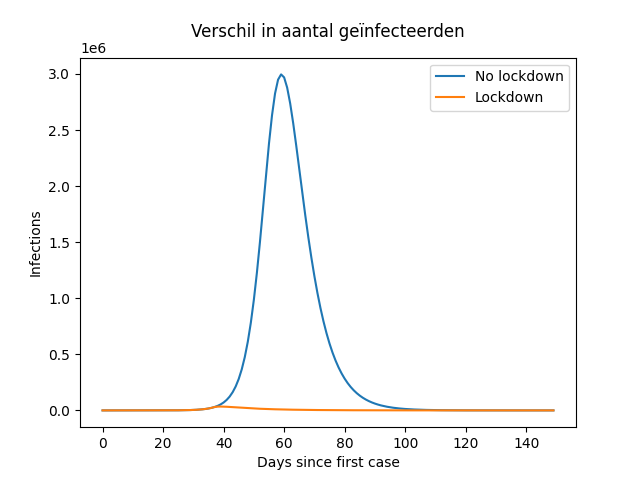 Verschil in aantal geïnfecteerden
1e6
No lockdown
Lockdown
3.0
2.5
2.0
1.5
1.0
0.5
0.0
Infections
0 20 40 60 80 100 120 140
Days since first case